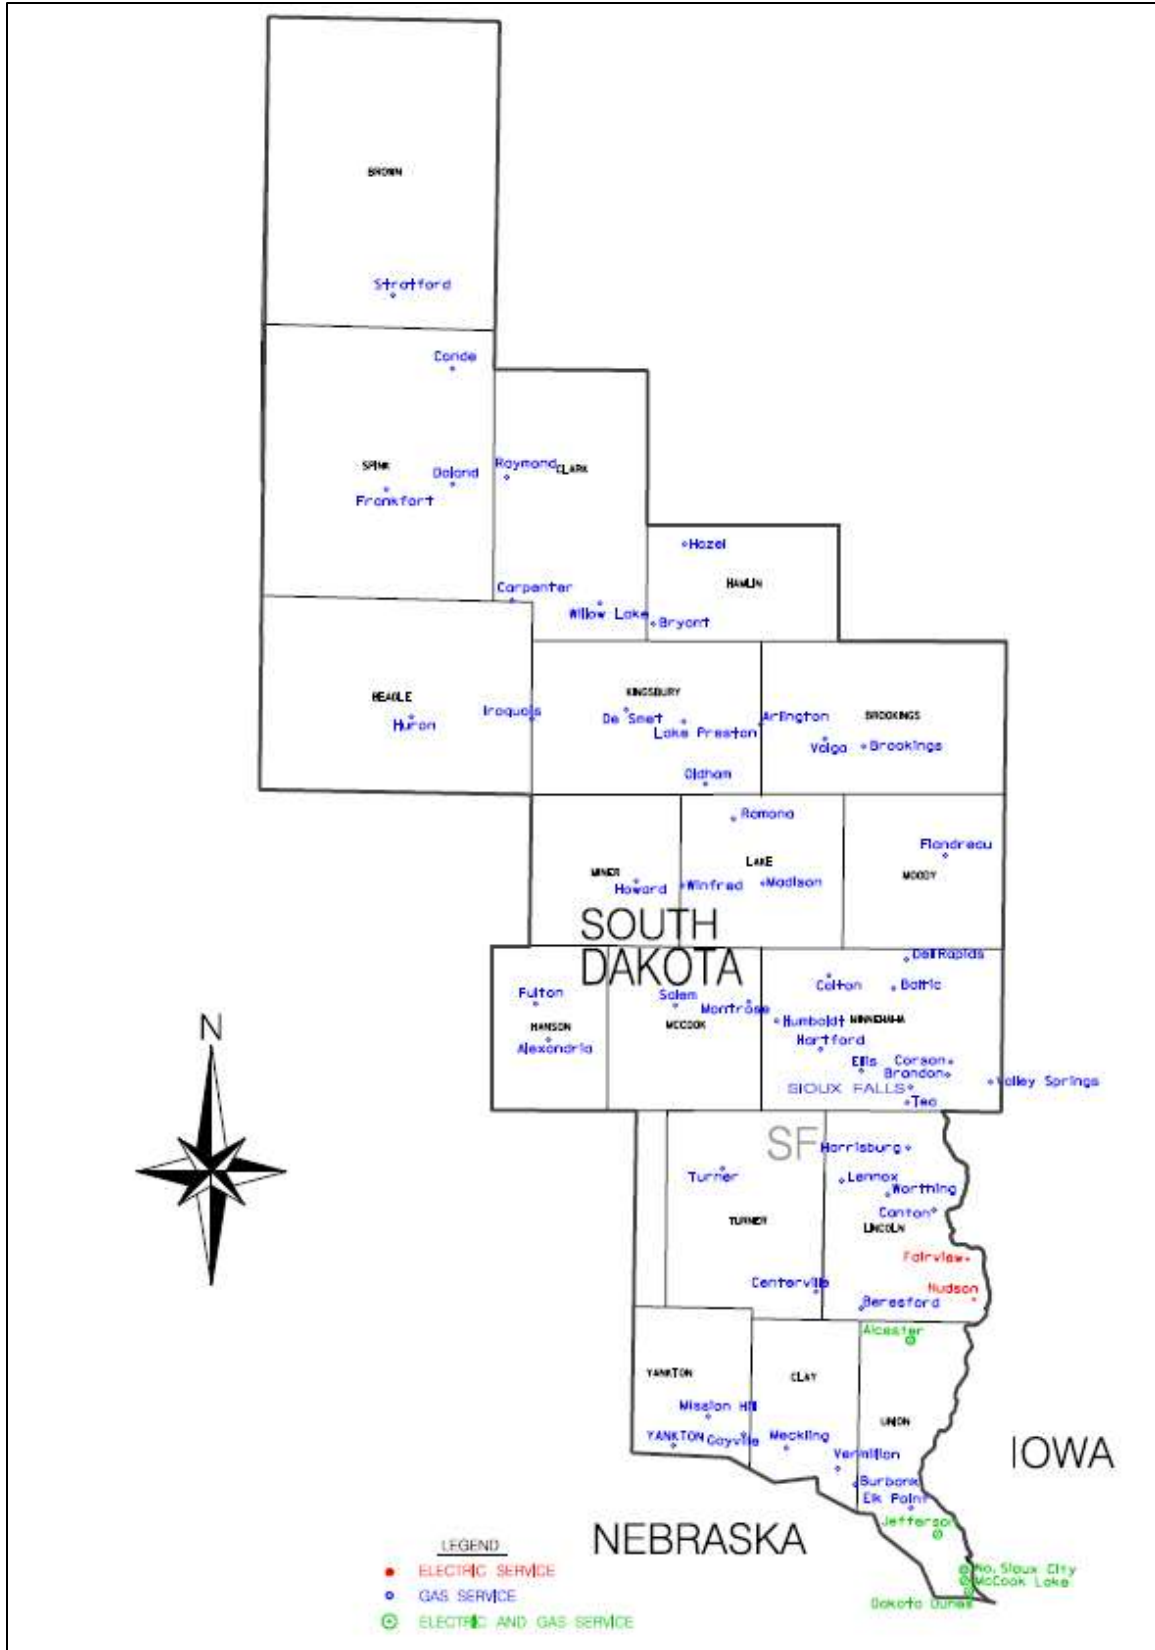 BROWN
Stratford
Conde
SPINK
Doland
Raymond
CLARK
Frankfort
Hazel
HAMLIN
Carpenter
Willow Lake
Bryant
BEADLE
Huron
Iroquois
KINGSBURY
De Smet
Lake Preston
Arlington
BROOKINGS
Volga
Brookings
Oldham
Ramona
Flandreau
MINER
Howard
LAKE
Winfred
Madison
MOODY
SOUTH
DAKOTA
Dell Rapids
Colton
Baltic
Fulton
Salem
Montrose
Humboldt
MINNEHAHA
HANSON
MCCOOK
Alexandria
Hartford
Ellis
Corson
Brandon
SIOUX FALLS
Valley Springs
Tea
N
SF
Harrisburg
Turner
Lennox
Worthing
Canton
TURNER
LINCOLN
Fairview
Centerville
Hudson
Beresford
Alcester
YANKTON
CLAY
Mission Hill
UNION
YANKTON
Gayville
Meckling
Vermillion
IOWA
Burbank
Elk Point
Jefferson
NEBRASKA
No. Sioux City
McCook Lake
Dakota Dunes
LEGEND
ELECTRIC SERVICE
GAS SERVICE
ELECTRIC AND GAS SERVICE